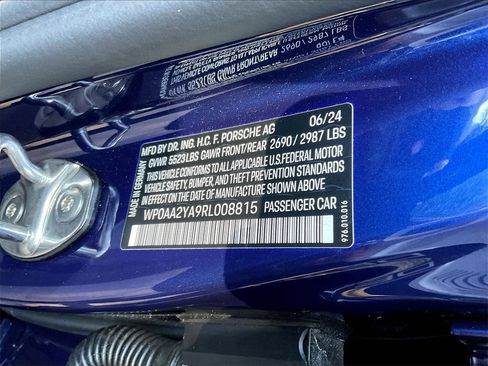 MFD BY DR. ING. H.C. F. PORSCHE AG 06/24
GVWR 5523LBS GAWR FRONT/REAR 2690 / 2987 LBS
THIS VEHICLE CONFORMS TO ALL APPLICABLE U.S.FEDERAL MOTOR
VEHICLE SAFETY, BUMPER, AND THEFT PREVENTION STANDARDS
IN EFFECT ON THE DATE OF MANUFACTURE SHOWN ABOVE.
WP0AA2YA9RL008815 PASSENGER CAR
MADE IN GERMANY
976.010.016